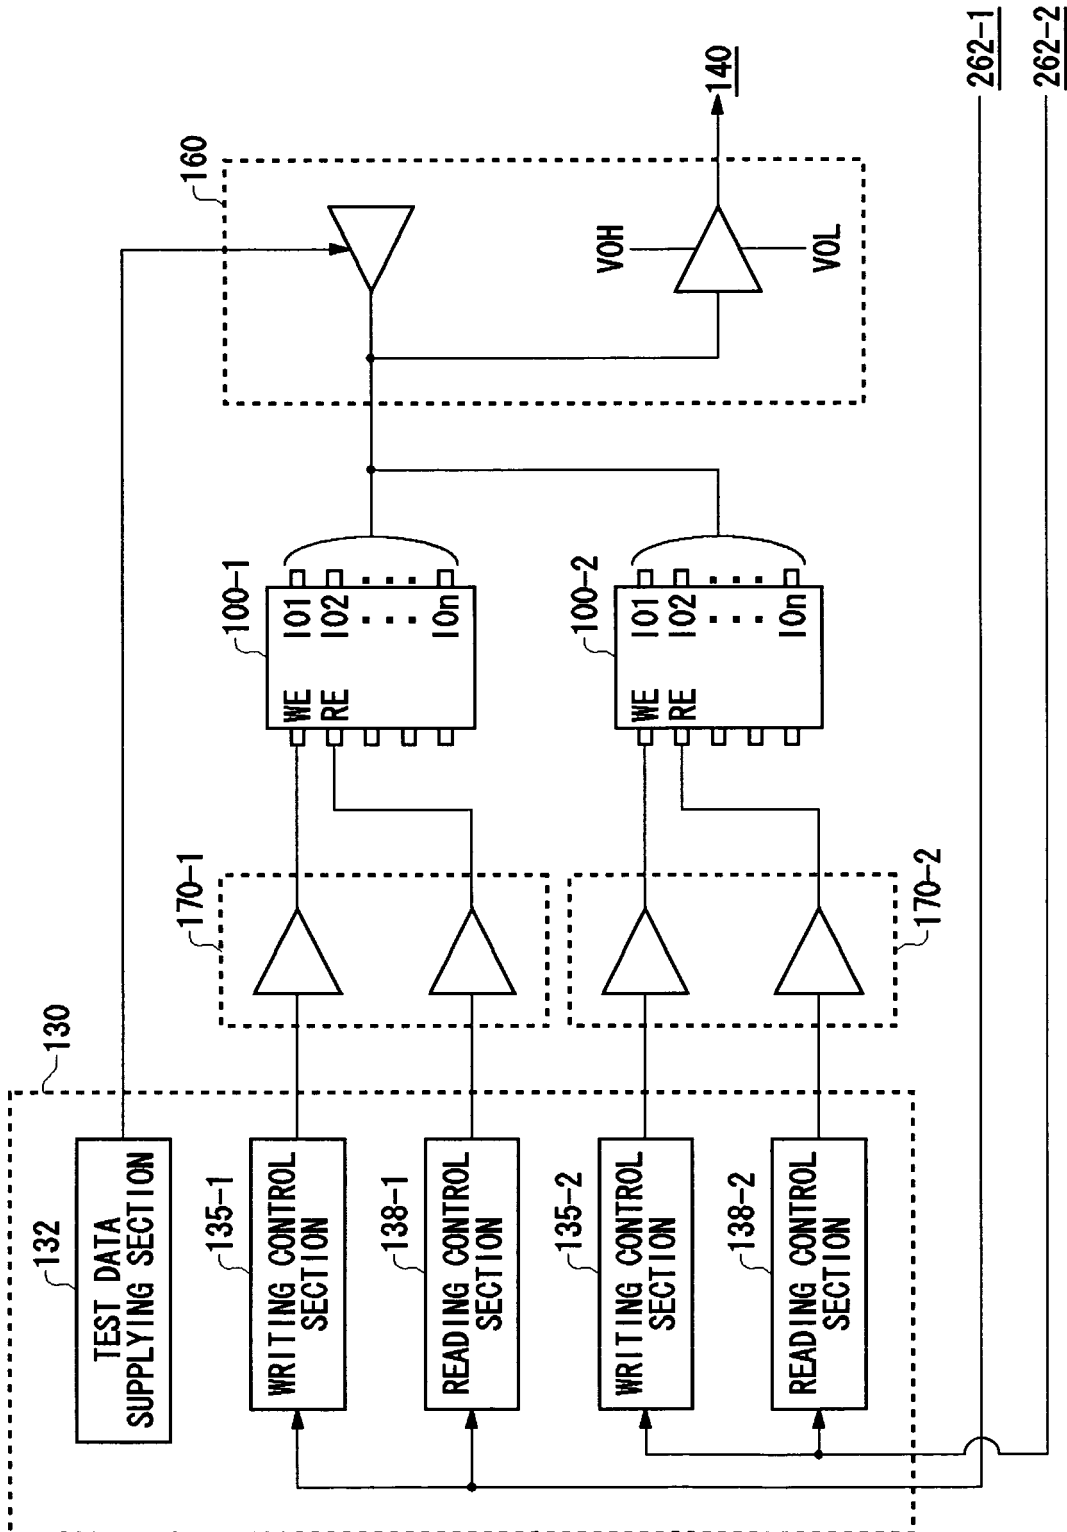 130
132
TEST DATA
SUPPLYING SECTION
135-1
WRITING CONTROL
SECTION
138-1
READING CONTROL
SECTION
135-2
WRITING CONTROL
SECTION
138-2
READING CONTROL
SECTION
170-1
170-2
100-1
WE
RE
IO1
IO2
IOn
100-2
WE
RE
IO1
IO2
IOn
160
VOH
VOL
140
262-1
262-2